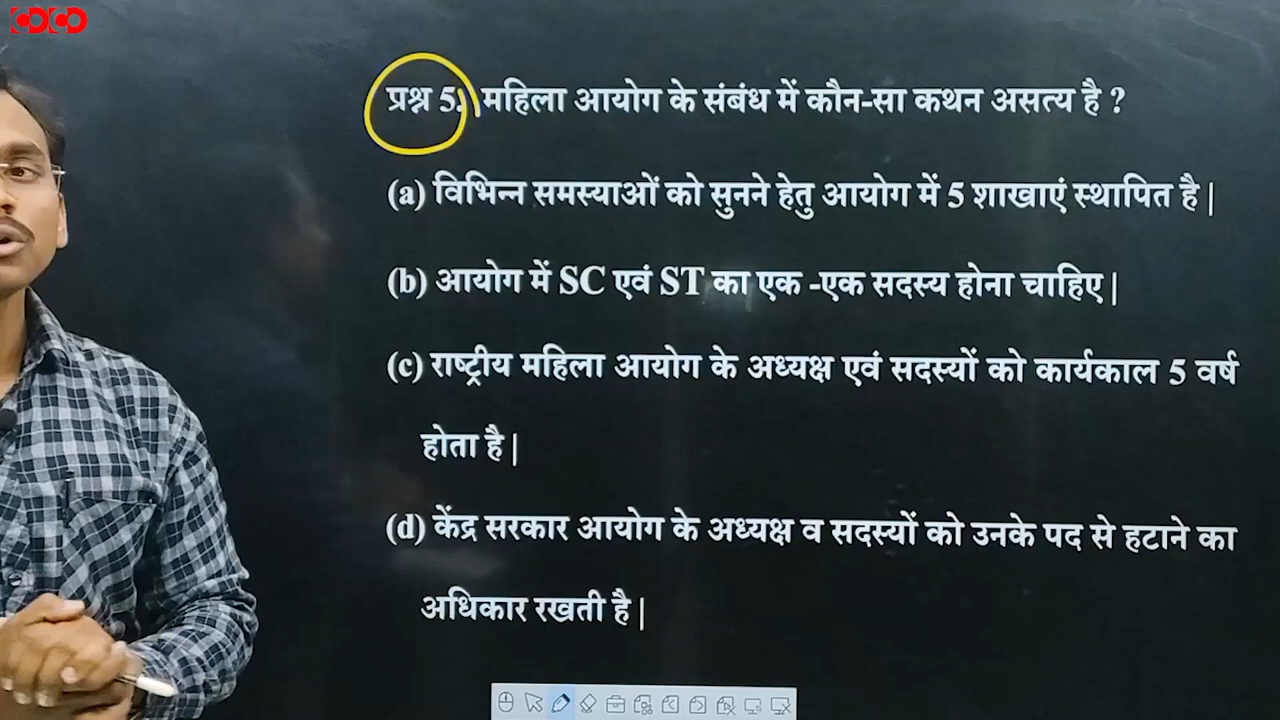 प्रश्न 5. महिला आयोग के संबंध में कौन-सा कथन असत्य है ?
(a) विभिन्न समस्याओं को सुनने हेतु आयोग में 5 शाखाएं स्थापित है |
(b) आयोग में SC एवं ST का एक -एक सदस्य होना चाहिए |
(c) राष्ट्रीय महिला आयोग के अध्यक्ष एवं सदस्यों को कार्यकाल 5 वर्ष
होता है |
(d) केंद्र सरकार आयोग के अध्यक्ष व सदस्यों को उनके पद से हटाने का
अधिकार रखती है |